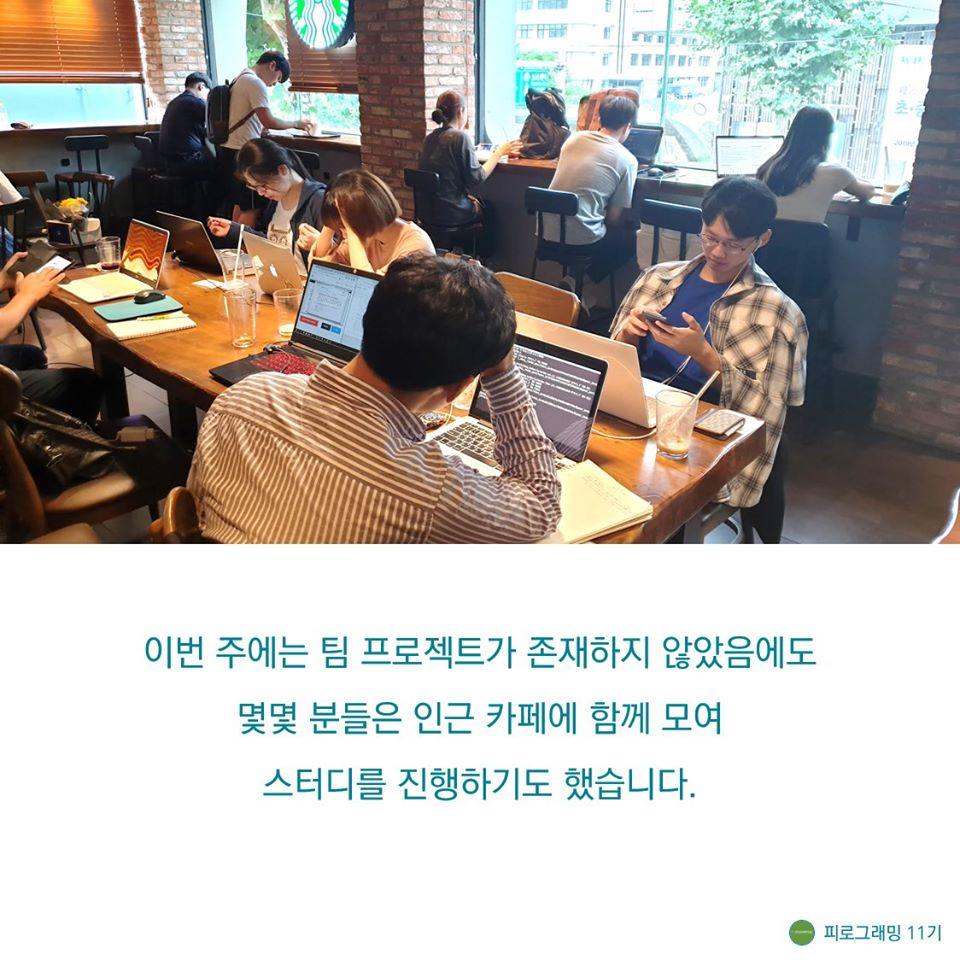 이번 주에는 팀 프로젝트가 존재하지 않았음에도
몇몇 분들은 인근 카페에 함께 모여
스터디를 진행하기도 했습니다.
피로그래밍 11기